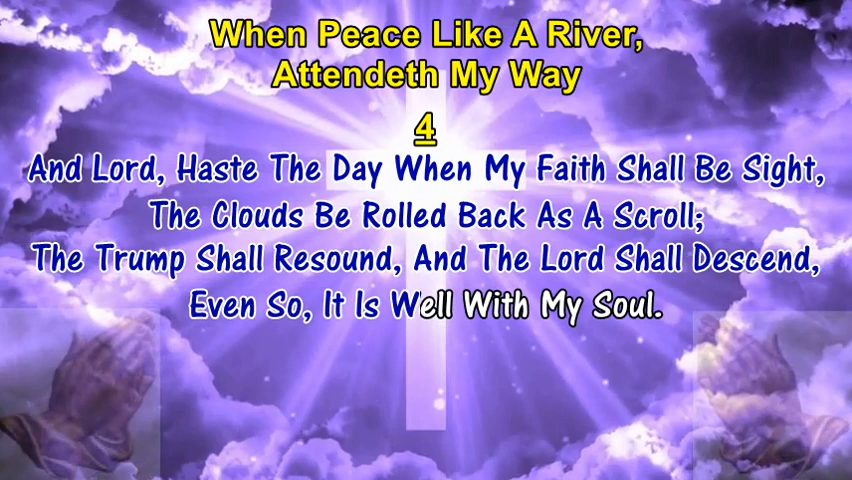 When Peace Like A River,
Attendeth My Way
4
And Lord, Haste The Day When My Faith Shall Be Sight,
The Clouds Be Rolled Back As A Scroll;
The Trump Shall Resound, And The Lord Shall Descend,
Even So, It Is Well With My Soul.